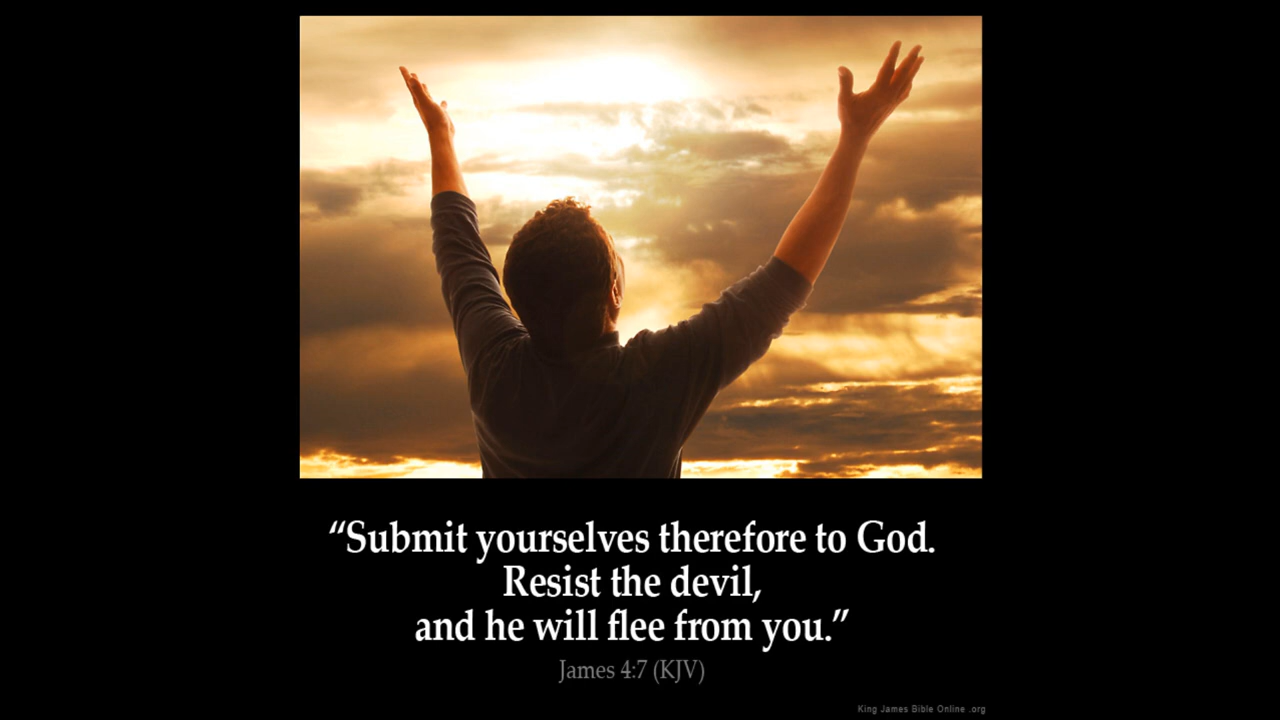 “Submit yourselves therefore to God.
Resist the devil,
and he will flee from you.”
James 4:7 (KJV)
King James Bible Online .org